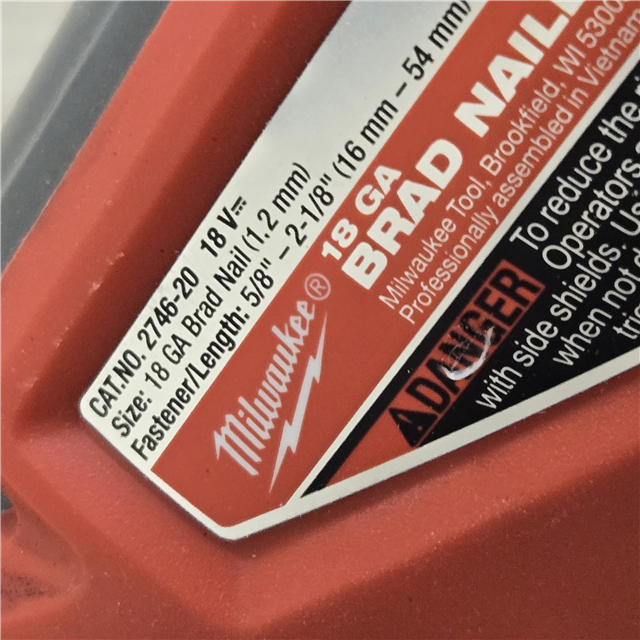 CAT.NO. 2746-20 18 V⎓
Size: 18 GA Brad Nail (1.2 mm)
Fastener/Length: 5/8" – 2-1/8" (16 mm – 54 mm)
Milwaukee®
18 GA
BRAD NAIL
Milwaukee Tool, Brookfield, WI 5300
Professionally assembled in Vietnam
DANGER
To reduce the
Operators
with side shields.
when not